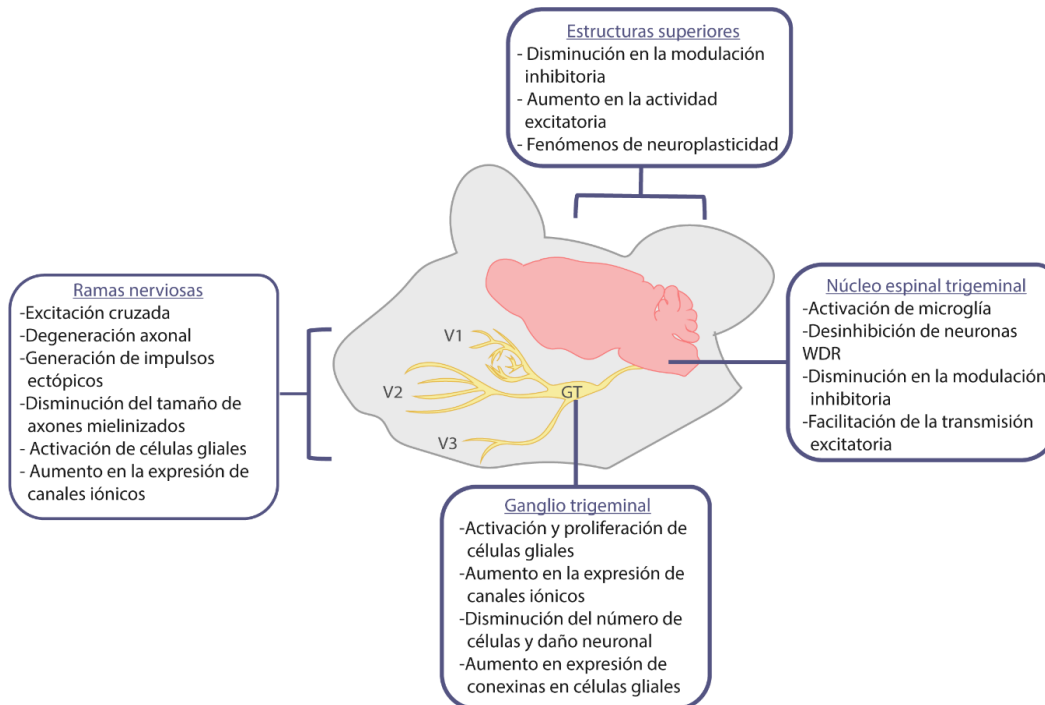 Estructuras superiores
- Disminución en la modulación
inhibitoria
- Aumento en la actividad
excitatoria
- Fenómenos de neuroplasticidad
Ramas nerviosas
-Excitación cruzada
-Degeneración axonal
-Generación de impulsos
ectópicos
-Disminución del tamaño de
axones mielinizados
- Activación de células gliales
- Aumento en la expresión de
canales iónicos
V1
V2
V3
GT
Núcleo espinal trigeminal
-Activación de microglía
-Desinhibición de neuronas
WDR
-Disminución en la modulación
inhibitoria
-Facilitación de la transmisión
excitatoria
Ganglio trigeminal
-Activación y proliferación de
células gliales
-Aumento en la expresión de
canales iónicos
-Disminución del número de
células y daño neuronal
-Aumento en expresión de
conexinas en células gliales